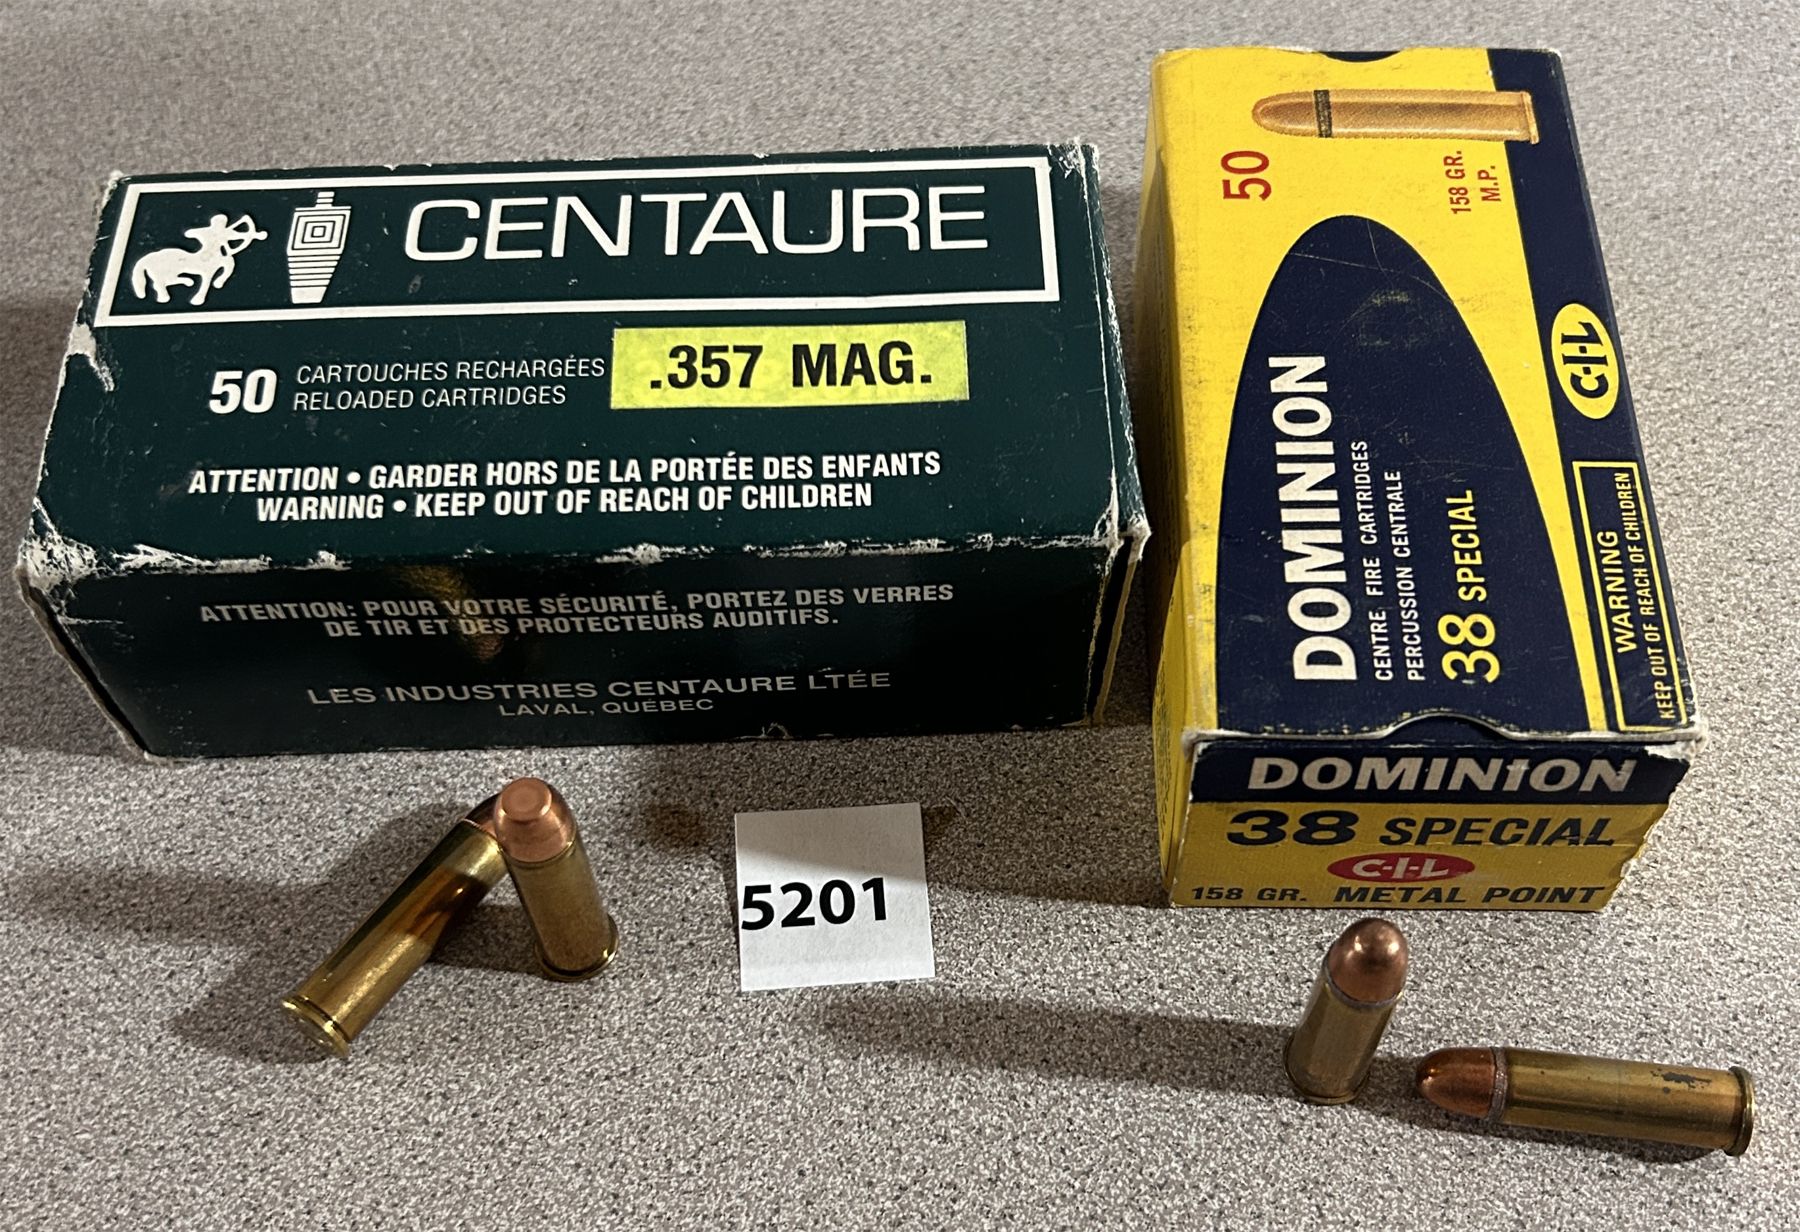 CENTAURE
50 CARTOUCHES RECHARGÉES
RELOADED CARTRIDGES
.357 MAG.
ATTENTION • GARDER HORS DE LA PORTÉE DES ENFANTS
WARNING • KEEP OUT OF REACH OF CHILDREN
ATTENTION: POUR VOTRE SÉCURITÉ, PORTEZ DES VERRES
DE TIR ET DES PROTECTEURS AUDITIFS.
LES INDUSTRIES CENTAURE LTÉE
LAVAL, QUÉBEC
5201
50
158 GR.
M.P.
DOMINION
CENTRE FIRE CARTRIDGES
PERCUSSION CENTRALE
38 SPECIAL
C-I-L
WARNING
KEEP OUT OF REACH OF CHILDREN
DOMINION
38 SPECIAL
C-I-L
158 GR. METAL POINT